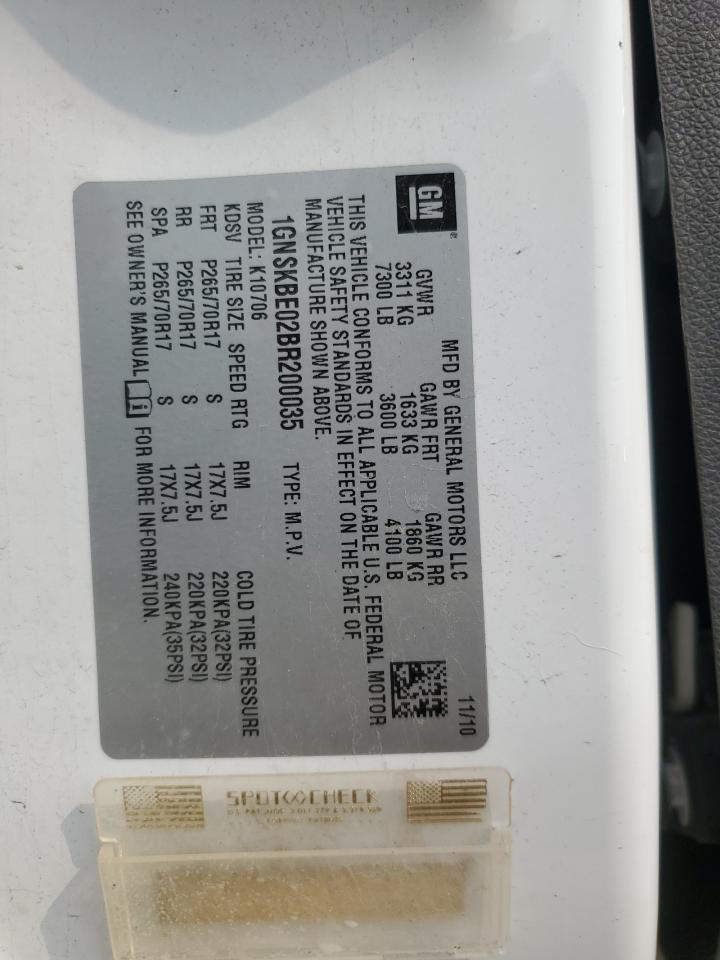 GM®
MFD BY GENERAL MOTORS LLC 11/10
GVWR GAWR FRT GAWR RR
3311 KG 1633 KG 1860 KG
7300 LB 3600 LB 4100 LB
THIS VEHICLE CONFORMS TO ALL APPLICABLE U.S. FEDERAL MOTOR
VEHICLE SAFETY STANDARDS IN EFFECT ON THE DATE OF
MANUFACTURE SHOWN ABOVE.
1GNSKBE02BR200035 TYPE: M.P.V.
MODEL: K10706
KDSV TIRE SIZE SPEED RTG RIM COLD TIRE PRESSURE
FRT P265/70R17 S 17X7.5J 220KPA(32PSI)
RR P265/70R17 S 17X7.5J 220KPA(32PSI)
SPA P265/70R17 S 17X7.5J 240KPA(35PSI)
SEE OWNER'S MANUAL FOR MORE INFORMATION.
SPOT CHECK